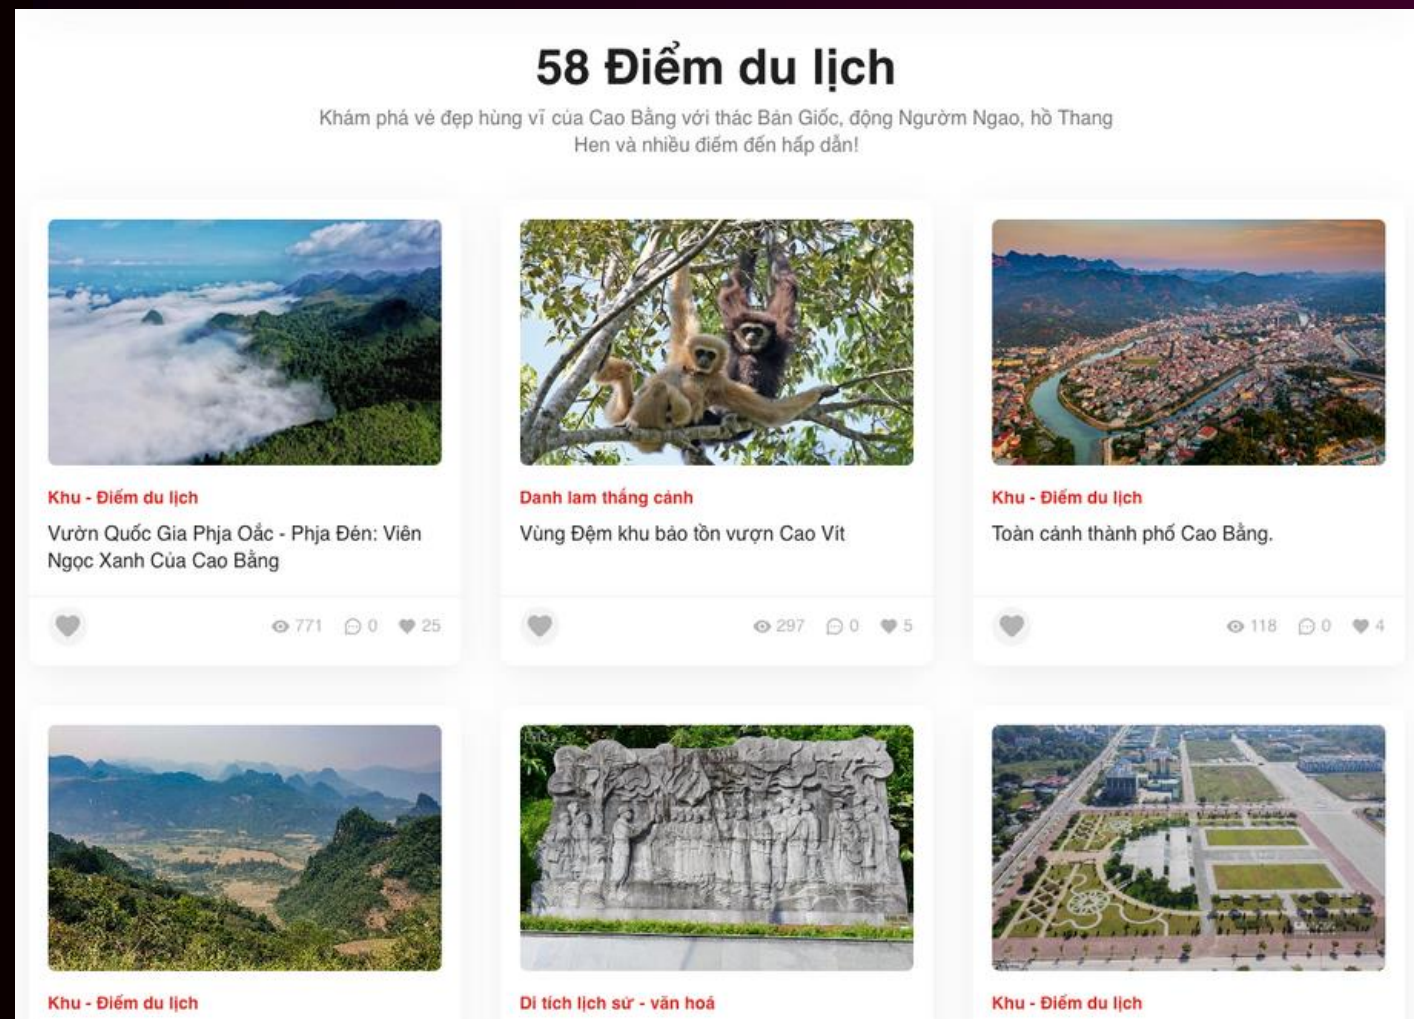 58 Điểm du lịch
Khám phá vẻ đẹp hùng vĩ của Cao Bằng với thác Bản Giốc, động Ngườm Ngao, hồ Thang
Hen và nhiều điểm đến hấp dẫn!
Khu - Điểm du lịch
Vườn Quốc Gia Phja Oắc - Phja Đén: Viên
Ngọc Xanh Của Cao Bằng
771 0 25
Danh lam thắng cảnh
Vùng Đệm khu bảo tồn vượn Cao Vít
297 0 5
Khu - Điểm du lịch
Toàn cảnh thành phố Cao Bằng.
118 0 4
Khu - Điểm du lịch
Di tích lịch sử - văn hoá
Khu - Điểm du lịch